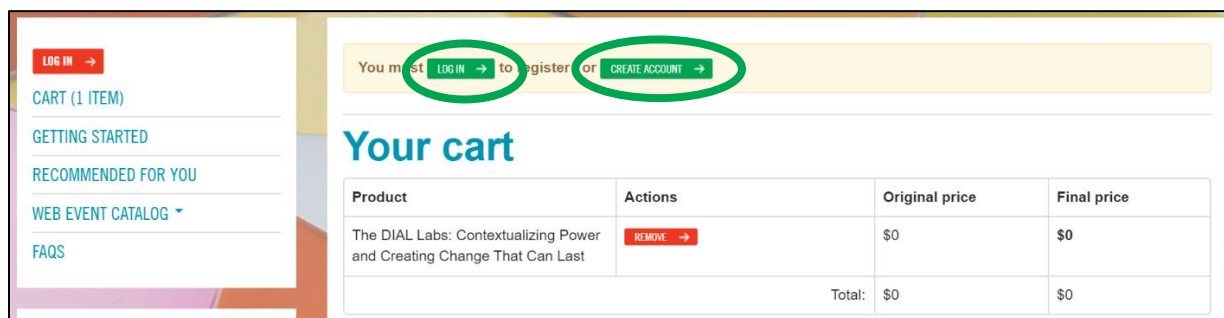 LOG IN →
CART (1 ITEM)
GETTING STARTED
RECOMMENDED FOR YOU
WEB EVENT CATALOG
FAQS
You must LOG IN → to register or CREATE ACCOUNT →
Your cart
Product Actions Original price Final price
The DIAL Labs: Contextualizing Power REMOVE → $0 $0
and Creating Change That Can Last
Total: $0 $0